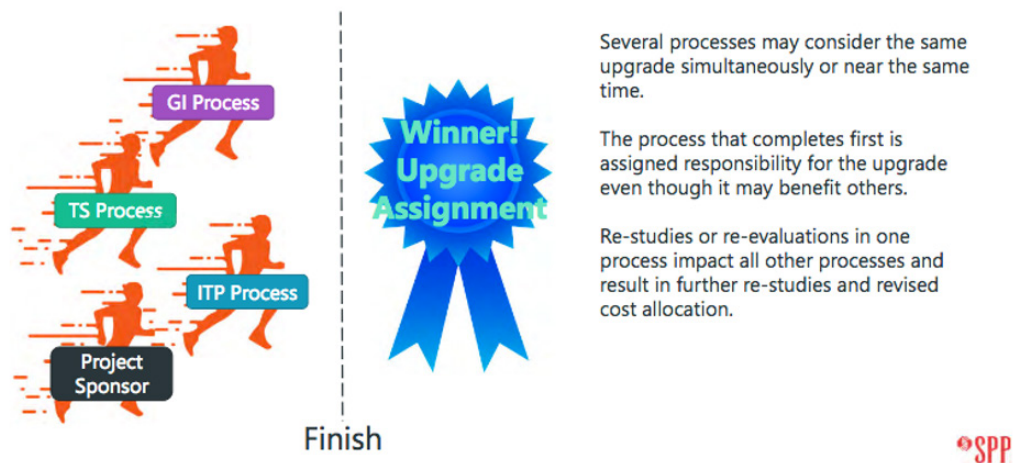 GI Process
TS Process
ITP Process
Project
Sponsor
Finish
Winner!
Upgrade
Assignment
Several processes may consider the same
upgrade simultaneously or near the same
time.
The process that completes first is
assigned responsibility for the upgrade
even though it may benefit others.
Re-studies or re-evaluations in one
process impact all other processes and
result in further re-studies and revised
cost allocation.
SPP